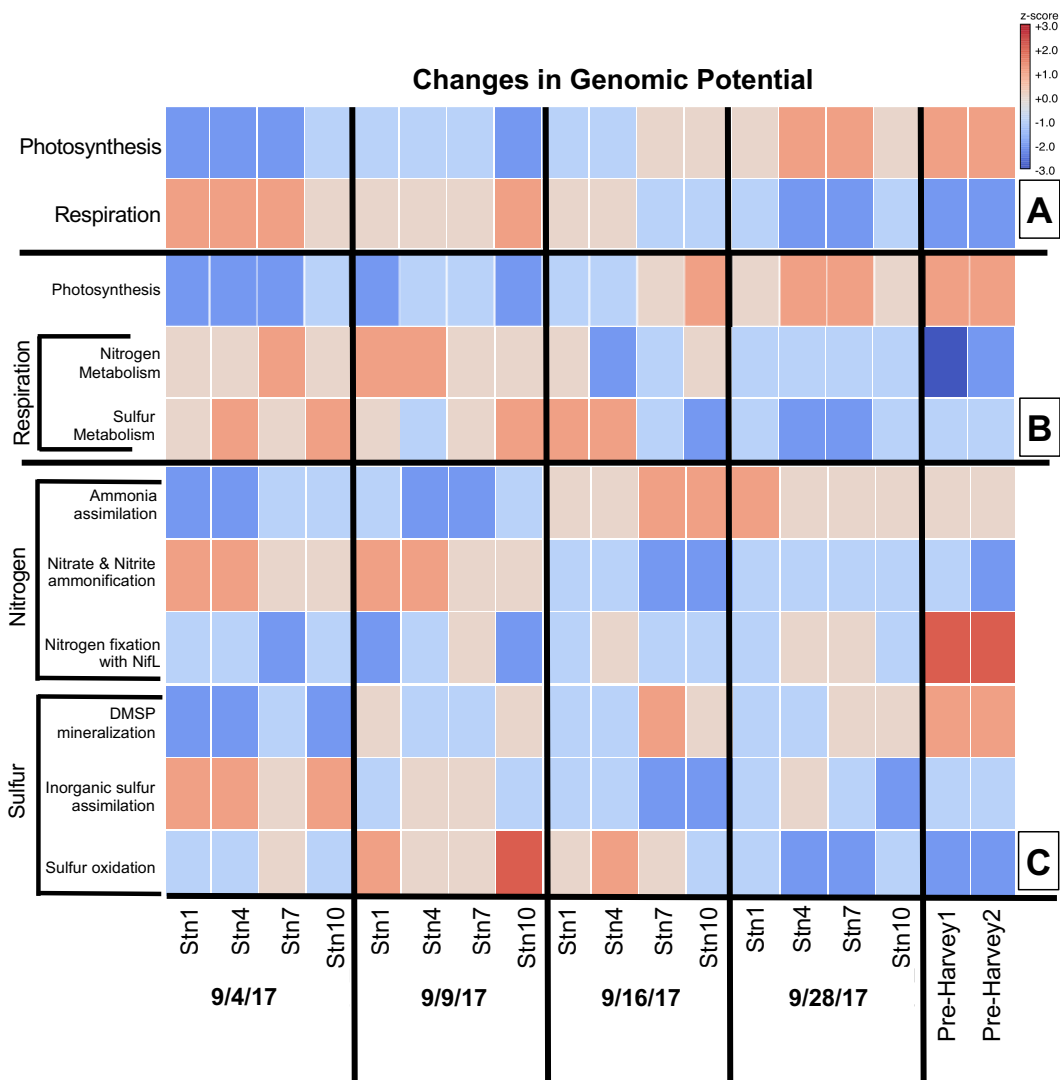 z-score
+3.0
Changes in Genomic Potential
+2.0
+1.0
+0.0
-1.0
-2.0
-3.0
Photosynthesis
Respiration
A
Photosynthesis
Respiration
Nitrogen
Metabolism
Sulfur
Metabolism
B
Nitrogen
Ammonia
assimilation
Nitrate & Nitrite
ammonification
Nitrogen fixation
with NifL
Sulfur
DMSP
mineralization
Inorganic sulfur
assimilation
Sulfur oxidation
C
Stn1
Stn4
Stn7
Stn10
Stn1
Stn4
Stn7
Stn10
Stn1
Stn4
Stn7
Stn10
Stn1
Stn4
Stn7
Stn10
Pre-Harvey1
Pre-Harvey2
9/4/17
9/9/17
9/16/17
9/28/17